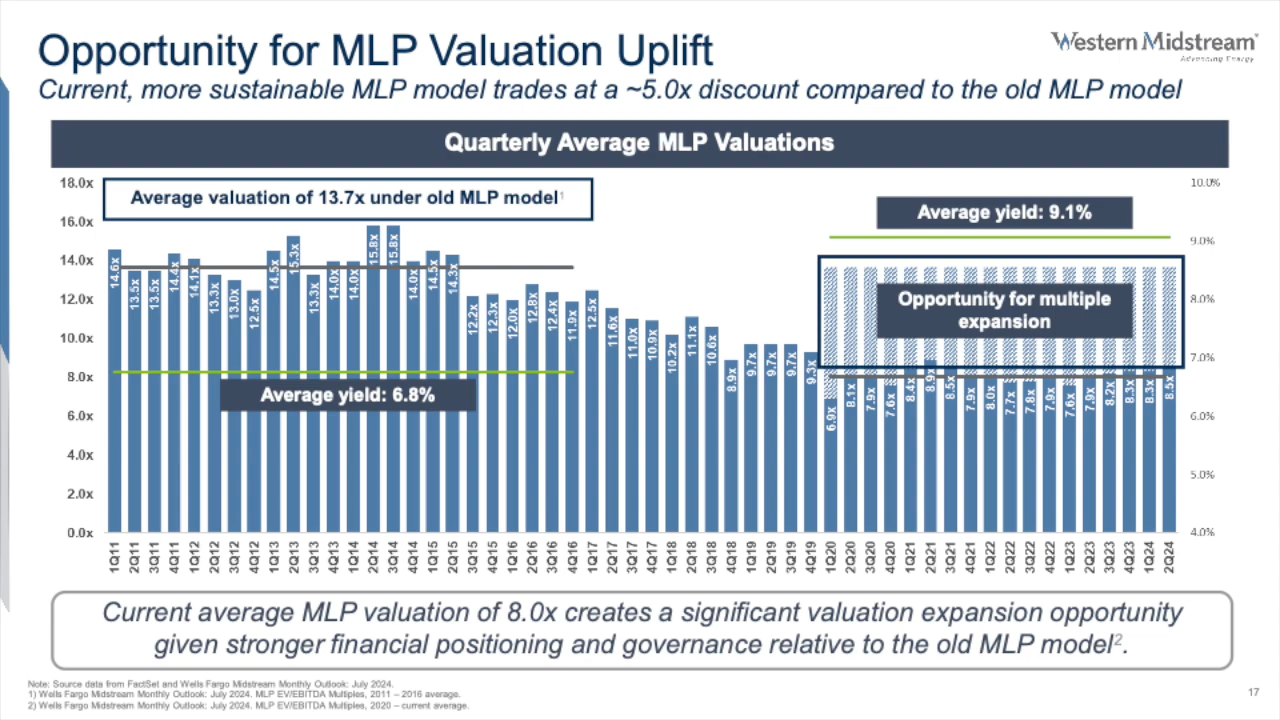 Opportunity for MLP Valuation Uplift
Western Midstream
Advancing Energy
Current, more sustainable MLP model trades at a ~5.0x discount compared to the old MLP model
Quarterly Average MLP Valuations
Average valuation of 13.7x under old MLP model1
18.0x
16.0x
14.0x
12.0x
10.0x
8.0x
6.0x
4.0x
2.0x
0.0x
10.0%
9.0%
8.0%
7.0%
6.0%
5.0%
4.0%
Average yield: 9.1%
Opportunity for multiple
expansion
Average yield: 6.8%
14.6x 13.5x 13.5x 14.4x 14.1x 13.3x 13.0x 12.5x 14.5x 15.3x 13.3x 14.0x 14.0x 15.8x 15.8x 14.0x 14.5x 14.3x 12.2x 12.3x 12.0x 12.8x 12.4x 11.9x 12.5x 11.6x 11.0x 10.9x 10.2x 11.1x 10.6x 8.9x 9.7x 9.7x 9.7x 9.3x 6.9x 8.1x 7.9x 7.6x 8.4x 8.9x 8.5x 7.9x 8.0x 7.7x 7.8x 7.9x 7.6x 7.9x 8.2x 8.3x 8.3x 8.5x
1Q11 2Q11 3Q11 4Q11 1Q12 2Q12 3Q12 4Q12 1Q13 2Q13 3Q13 4Q13 1Q14 2Q14 3Q14 4Q14 1Q15 2Q15 3Q15 4Q15 1Q16 2Q16 3Q16 4Q16 1Q17 2Q17 3Q17 4Q17 1Q18 2Q18 3Q18 4Q18 1Q19 2Q19 3Q19 4Q19 1Q20 2Q20 3Q20 4Q20 1Q21 2Q21 3Q21 4Q21 1Q22 2Q22 3Q22 4Q22 1Q23 2Q23 3Q23 4Q23 1Q24 2Q24
Current average MLP valuation of 8.0x creates a significant valuation expansion opportunity
given stronger financial positioning and governance relative to the old MLP model2.
Note: Source data from FactSet and Wells Fargo Midstream Monthly Outlook: July 2024.
1) Wells Fargo Midstream Monthly Outlook: July 2024. MLP EV/EBITDA Multiples, 2011 – 2016 average.
2) Wells Fargo Midstream Monthly Outlook: July 2024. MLP EV/EBITDA Multiples, 2020 – current average.
17